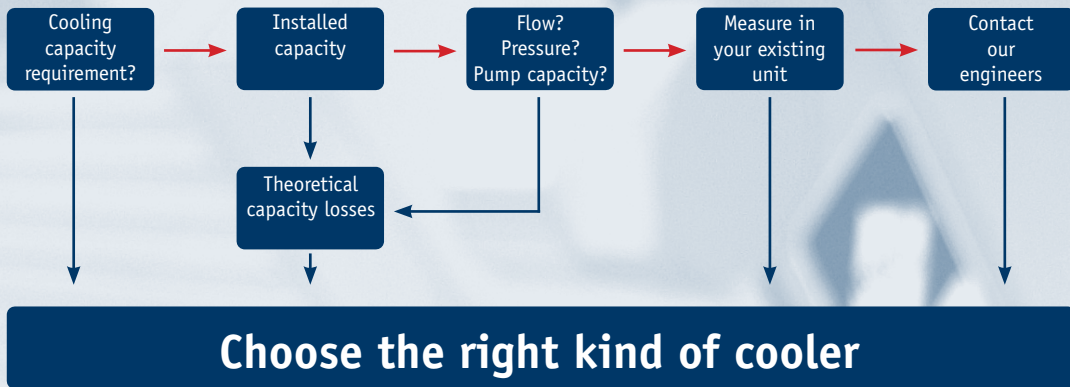 Cooling
capacity
requirement?
Installed
capacity
Flow?
Pressure?
Pump capacity?
Measure in
your existing
unit
Contact
our
engineers
Theoretical
capacity losses
Choose the right kind of cooler